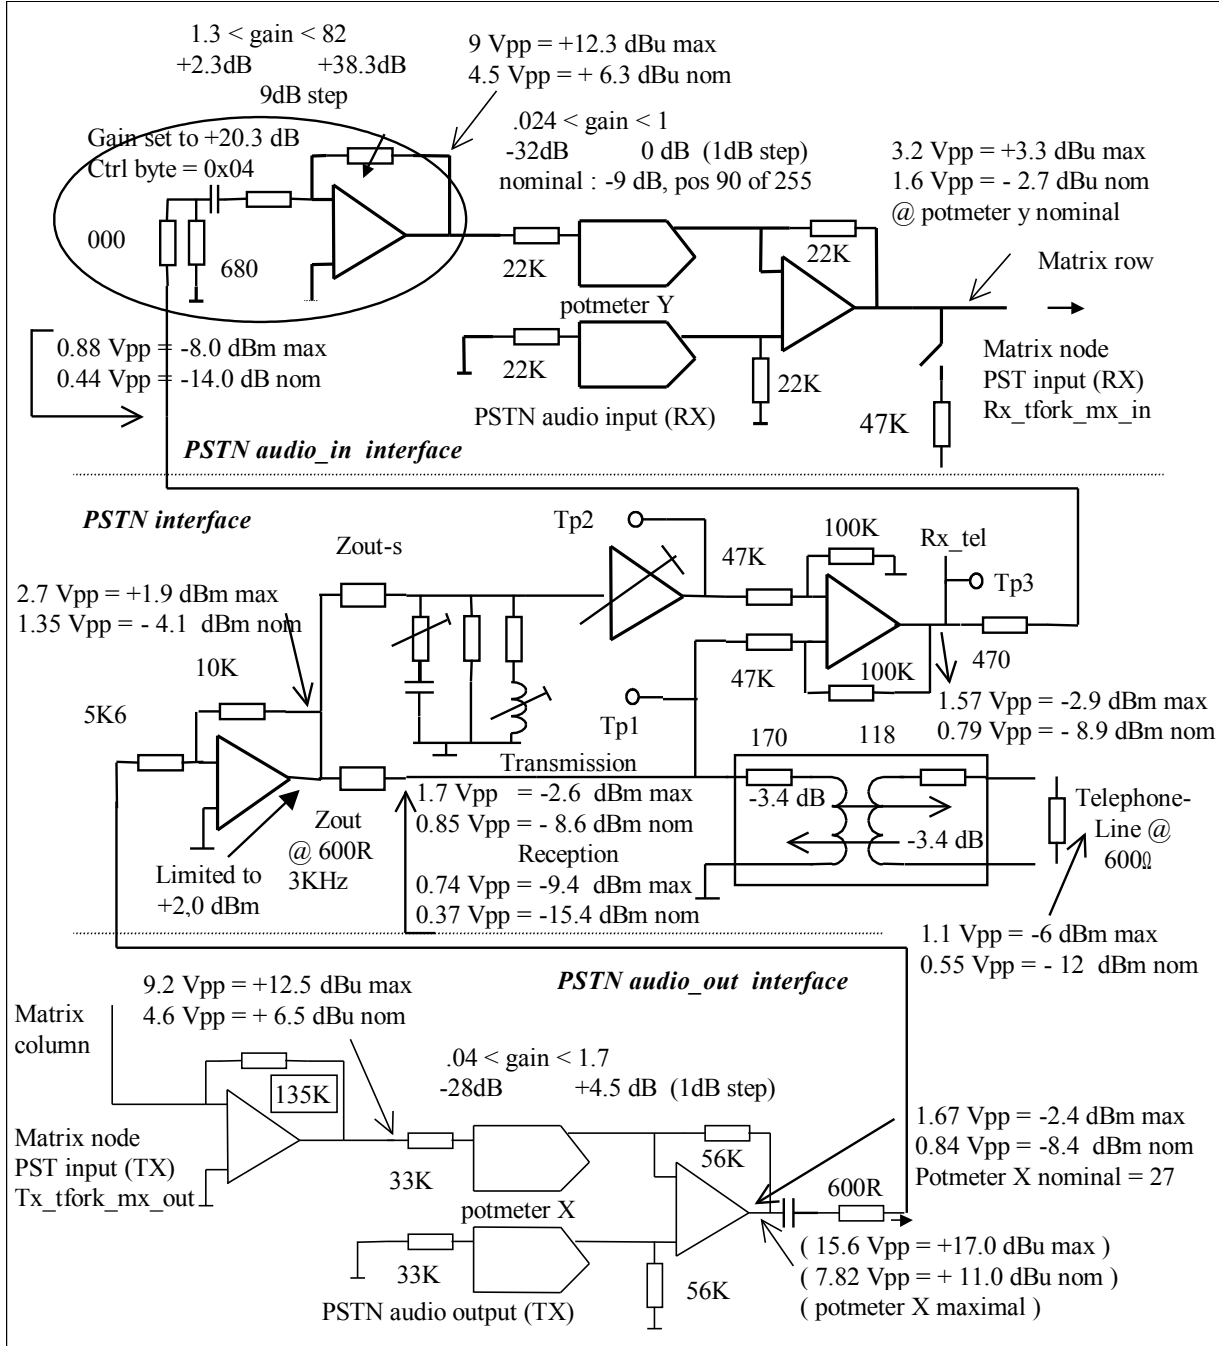 1.3 < gain < 82
+2.3dB +38.3dB
9dB step
9 Vpp = +12.3 dBu max
4.5 Vpp = + 6.3 dBu nom
Gain set to +20.3 dB
Ctrl byte = 0x04
.024 < gain < 1
-32dB 0 dB (1dB step)
nominal : -9 dB, pos 90 of 255
3.2 Vpp = +3.3 dBu max
1.6 Vpp = - 2.7 dBu nom
@ potmeter y nominal
000
680
22K
22K
potmeter Y
Matrix row
22K
22K
PSTN audio input (RX)
Matrix node
PST input (RX)
Rx_tfork_mx_in
47K
0.88 Vpp = -8.0 dBm max
0.44 Vpp = -14.0 dB nom
PSTN audio_in interface
PSTN interface
Zout-s
Tp2
47K
100K
Rx_tel
Tp3
2.7 Vpp = +1.9 dBm max
1.35 Vpp = - 4.1 dBm nom
10K
5K6
47K
100K
470
Tp1
1.57 Vpp = -2.9 dBm max
0.79 Vpp = - 8.9 dBm nom
170
118
-3.4 dB
-3.4 dB
Telephone-
Line @
600Ω
Transmission
1.7 Vpp = -2.6 dBm max
0.85 Vpp = - 8.6 dBm nom
Reception
0.74 Vpp = -9.4 dBm max
0.37 Vpp = -15.4 dBm nom
Zout
@ 600R
3KHz
Limited to
+2,0 dBm
1.1 Vpp = -6 dBm max
0.55 Vpp = - 12 dBm nom
PSTN audio_out interface
9.2 Vpp = +12.5 dBu max
4.6 Vpp = + 6.5 dBu nom
Matrix
column
.04 < gain < 1.7
-28dB +4.5 dB (1dB step)
135K
Matrix node
PST input (TX)
Tx_tfork_mx_out
33K
56K
potmeter X
1.67 Vpp = -2.4 dBm max
0.84 Vpp = -8.4 dBm nom
Potmeter X nominal = 27
600R
33K
56K
PSTN audio output (TX)
( 15.6 Vpp = +17.0 dBu max )
( 7.82 Vpp = + 11.0 dBu nom )
( potmeter X maximal )